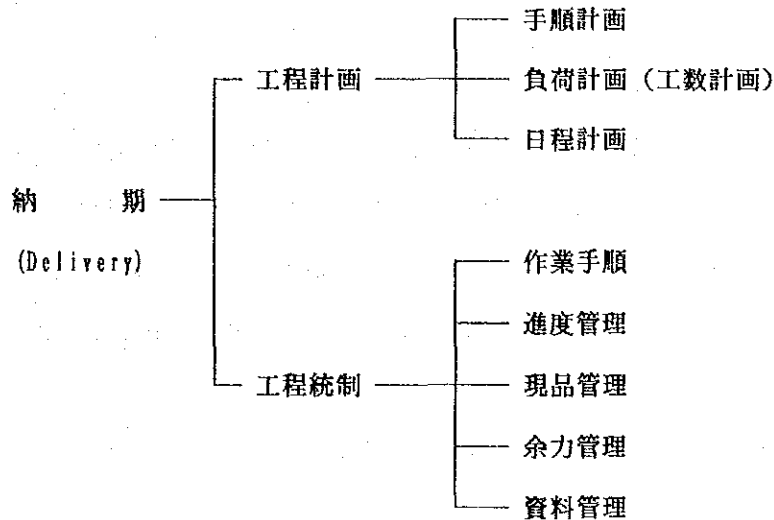 手順計画
工程計画
負荷計画（工数計画）
日程計画
納期
(Delivery)
作業手順
進度管理
工程統制
現品管理
余力管理
資料管理